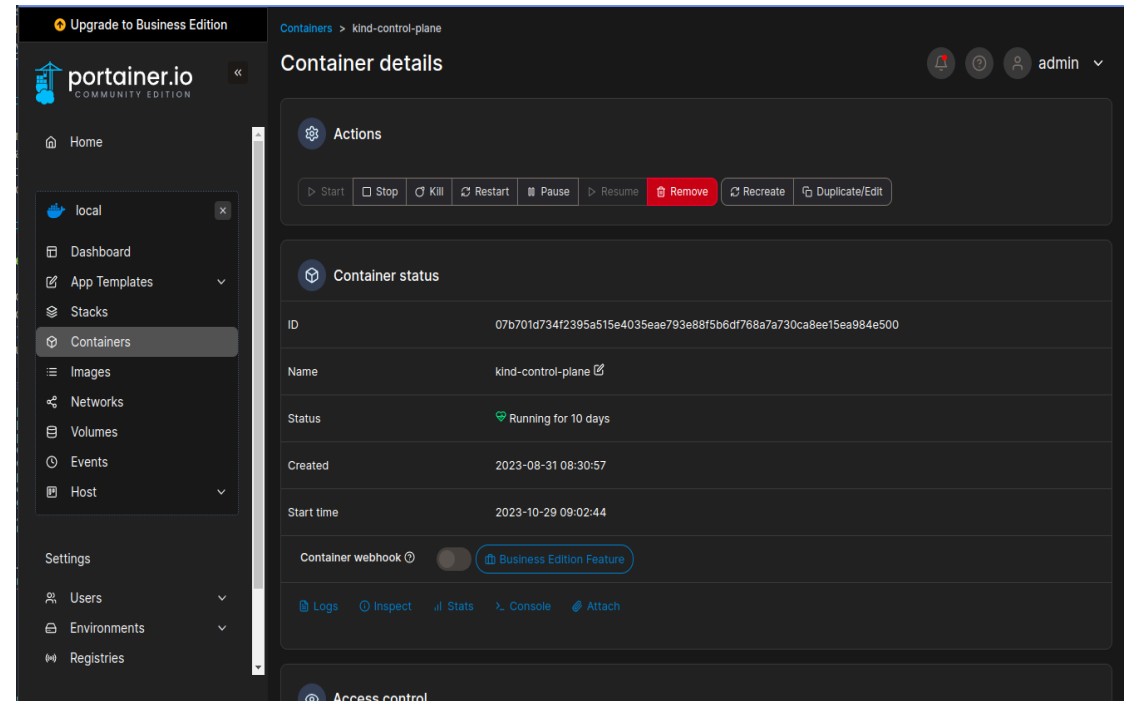 Upgrade to Business Edition
portainer.io
COMMUNITY EDITION
Home
local
Dashboard
App Templates
Stacks
Containers
Images
Networks
Volumes
Events
Host
Settings
Users
Environments
Registries
Containers > kind-control-plane
Container details
admin
Actions
Start Stop Kill Restart Pause Resume Remove Recreate Duplicate/Edit
Container status
ID 07b701d734f2395a515e4035eae793e88f5b6df768a7a730ca8ee15ea984e500
Name kind-control-plane
Status Running for 10 days
Created 2023-08-31 08:30:57
Start time 2023-10-29 09:02:44
Container webhook Business Edition Feature
Logs Inspect Stats Console Attach
Access control